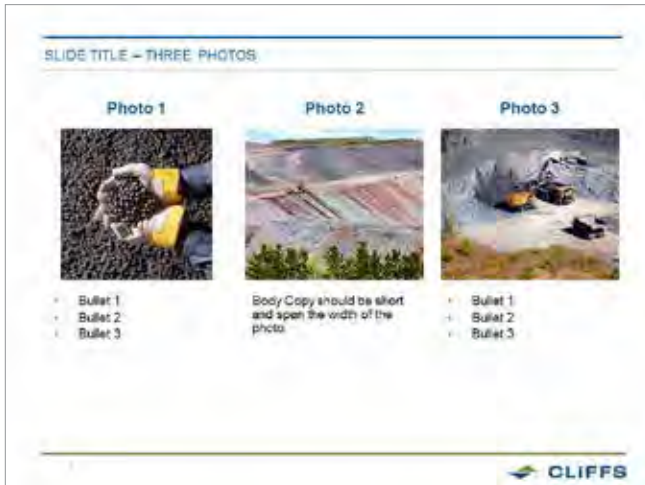 SLIDE TITLE – THREE PHOTOS
Photo 1
Photo 2
Photo 3
• Bullet 1
• Bullet 2
• Bullet 3
Body Copy should be short
and span the width of the
photo.
• Bullet 1
• Bullet 2
• Bullet 3
CLIFFS